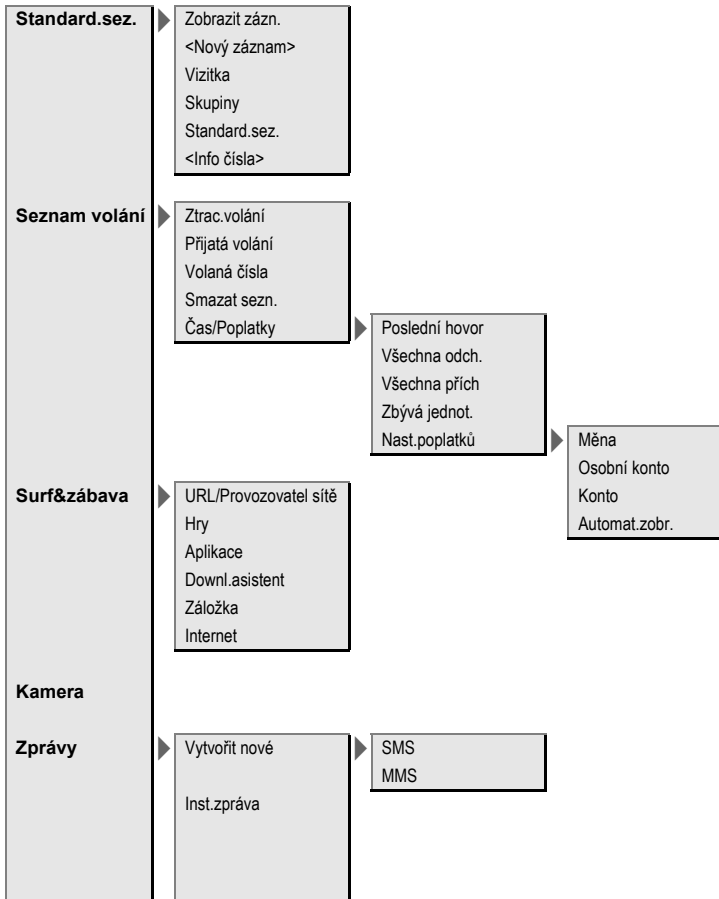 Standard.sez.
Zobrazit zázn.
<Nový záznam>
Vizitka
Skupiny
Standard.sez.
<Info čísla>
Seznam volání
Ztrac.volání
Přijatá volání
Volaná čísla
Smazat sezn.
Čas/Poplatky
Poslední hovor
Všechna odch.
Všechna přích
Zbývá jednot.
Nast.poplatků
Měna
Osobní konto
Konto
Automat.zobr.
Surf&zábava
URL/Provozovatel sítě
Hry
Aplikace
Downl.asistent
Záložka
Internet
Kamera
Zprávy
Vytvořit nové
SMS
MMS
Inst.zpráva